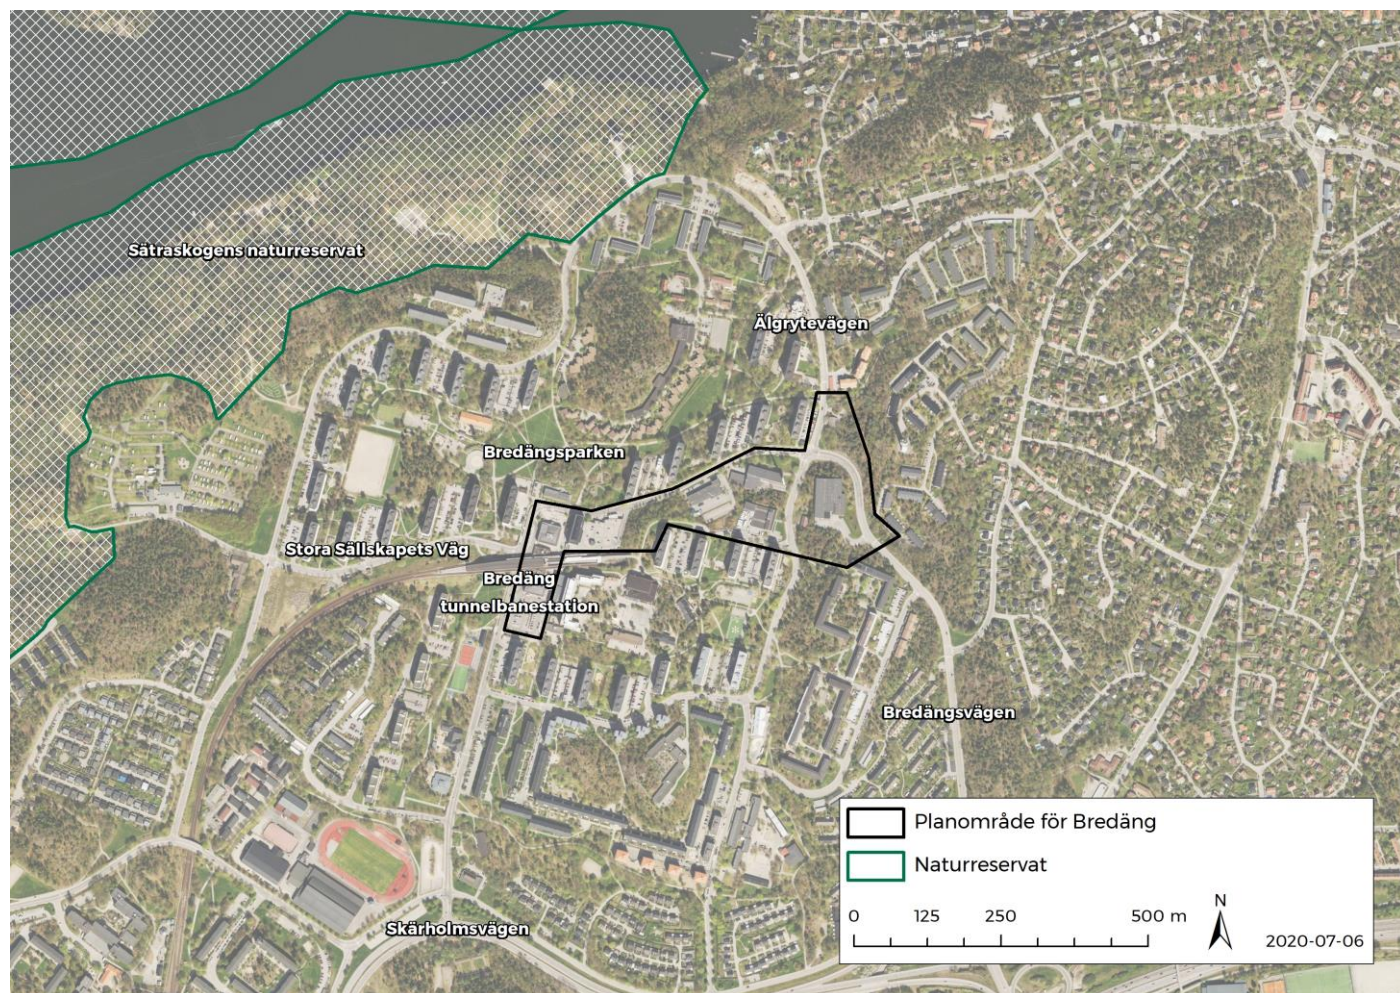 Sätraskogens naturreservat
Älgrytevägen
Bredängsparken
Stora Sällskapets Väg
Bredäng
tunnelbanestation
Bredängsvägen
Skärholmsvägen
Planområde för Bredäng
Naturreservat
0 125 250 500 m
N
2020-07-06